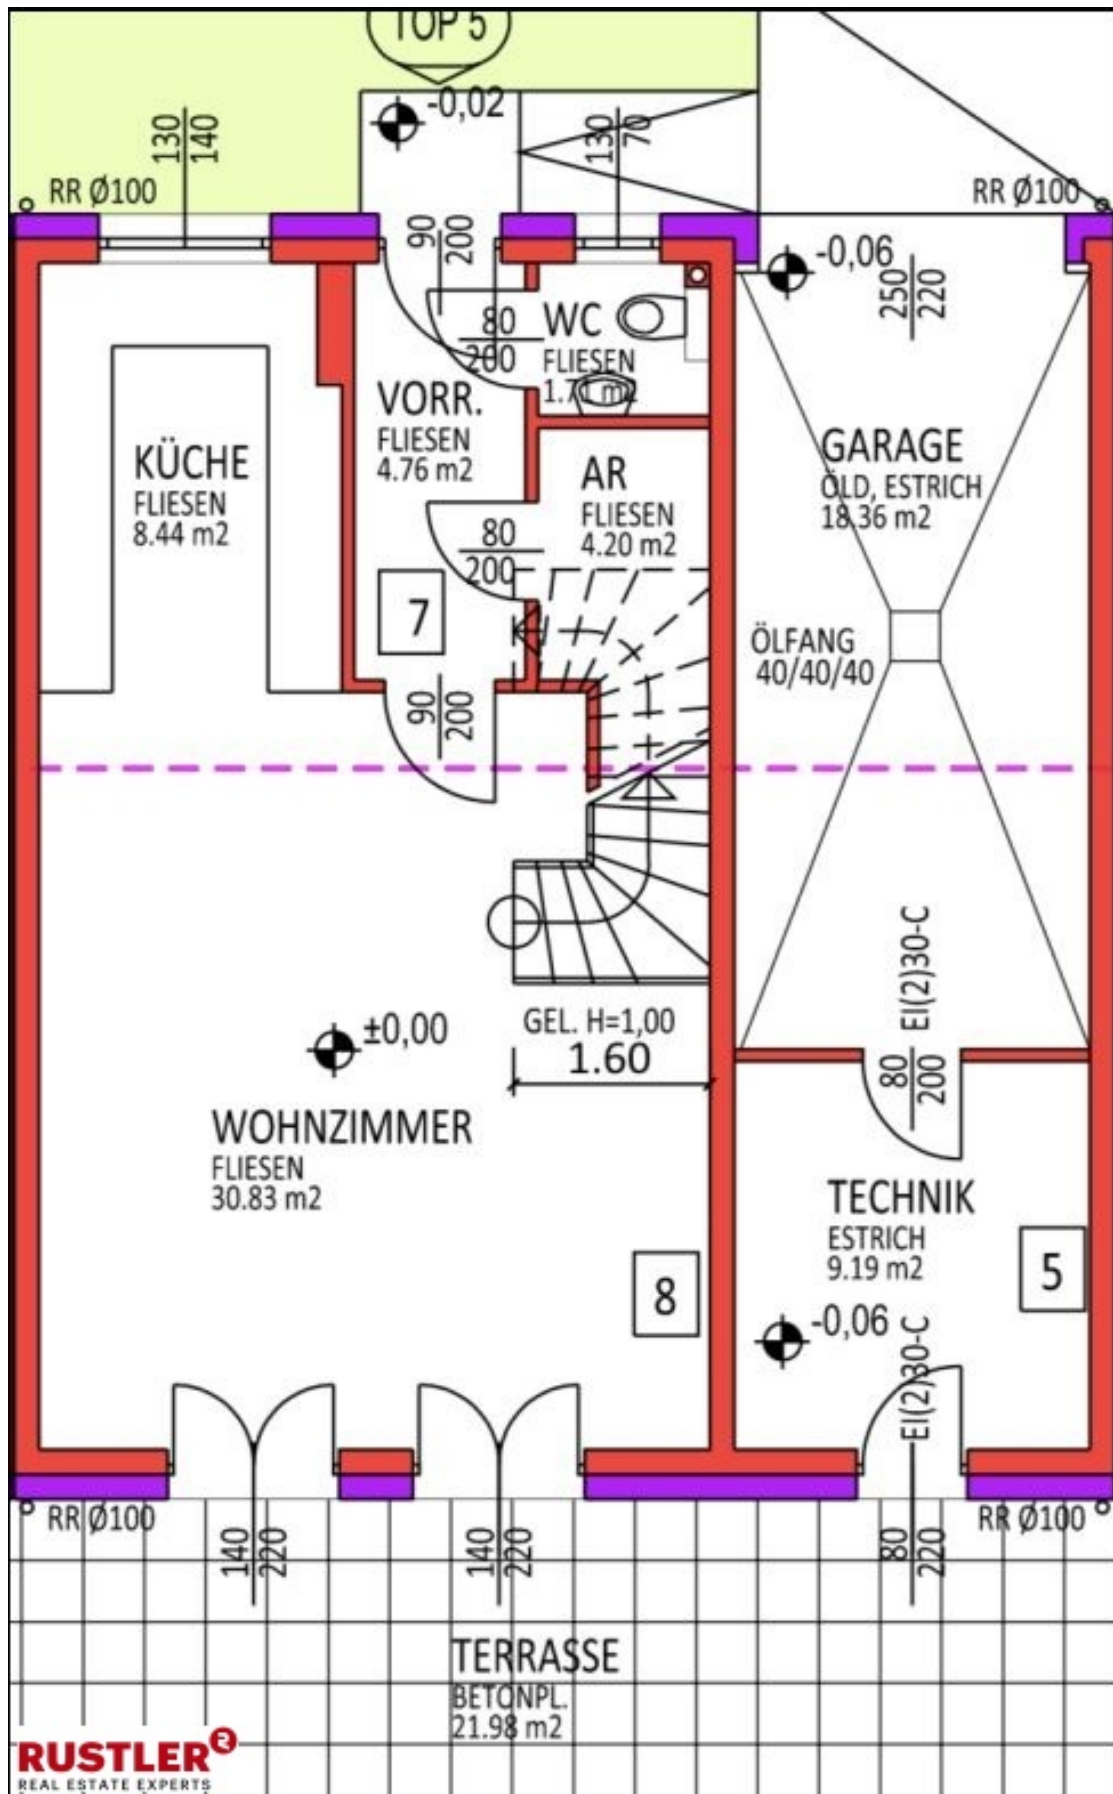 TOP 5
-0,02
130
140
130
70
RR Ø100
RR Ø100
90
200
-0,06
250
220
80
200
WC
FLIESEN
1.71 m2
VORR.
FLIESEN
4.76 m2
KÜCHE
FLIESEN
8.44 m2
AR
FLIESEN
4.20 m2
GARAGE
ÖLD, ESTRICH
18.36 m2
80
200
7
ÖLFANG
40/40/40
90
200
EI(2)30-C
±0,00
GEL. H=1,00
1.60
80
200
WOHNZIMMER
FLIESEN
30.83 m2
TECHNIK
ESTRICH
9.19 m2
5
8
-0,06
EI(2)30-C
RR Ø100
RR Ø100
140
220
140
220
80
220
TERRASSE
BETONPL.
21.98 m2
RUSTLER
REAL ESTATE EXPERTS